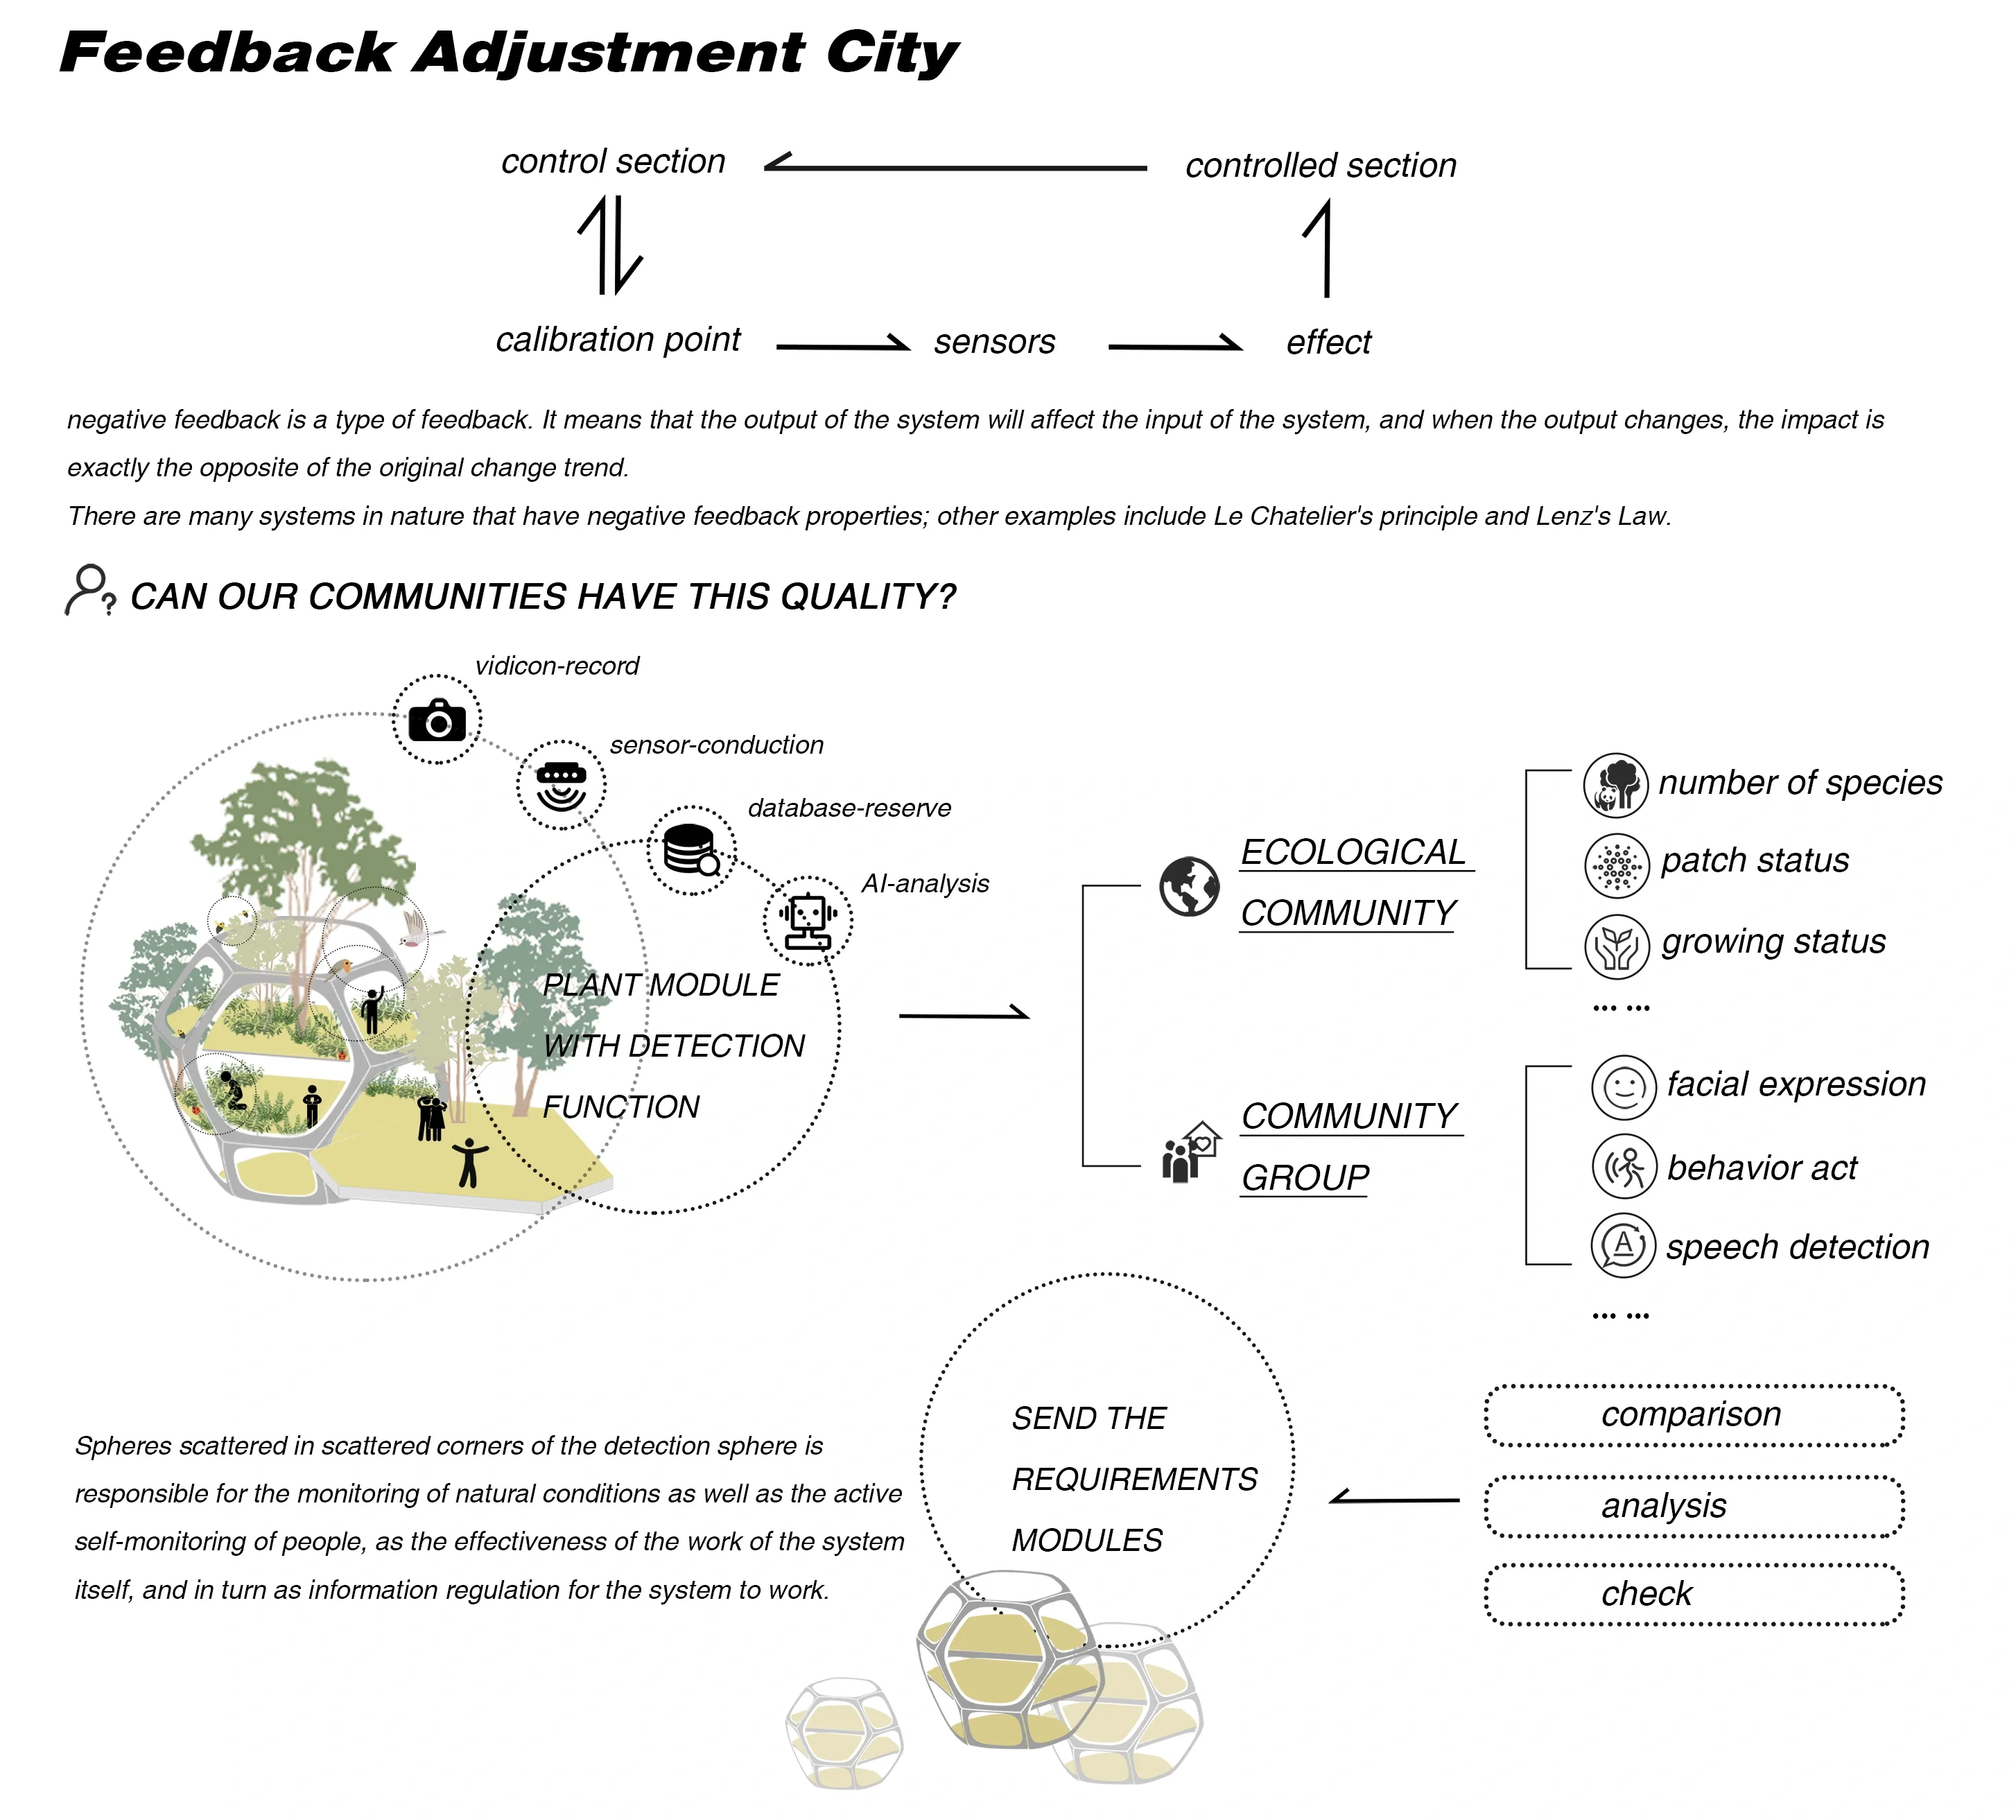 Feedback Adjustment City
control section
controlled section
calibration point
sensors
effect
negative feedback is a type of feedback. It means that the output of the system will affect the input of the system, and when the output changes, the impact is
exactly the opposite of the original change trend.
There are many systems in nature that have negative feedback properties; other examples include Le Chatelier's principle and Lenz's Law.
? CAN OUR COMMUNITIES HAVE THIS QUALITY?
vidicon-record
sensor-conduction
database-reserve
AI-analysis
PLANT MODULE
WITH DETECTION
FUNCTION
ECOLOGICAL
COMMUNITY
number of species
patch status
growing status
... ...
COMMUNITY
GROUP
facial expression
behavior act
A speech detection
... ...
Spheres scattered in scattered corners of the detection sphere is
responsible for the monitoring of natural conditions as well as the active
self-monitoring of people, as the effectiveness of the work of the system
itself, and in turn as information regulation for the system to work.
SEND THE
REQUIREMENTS
MODULES
comparison
analysis
check